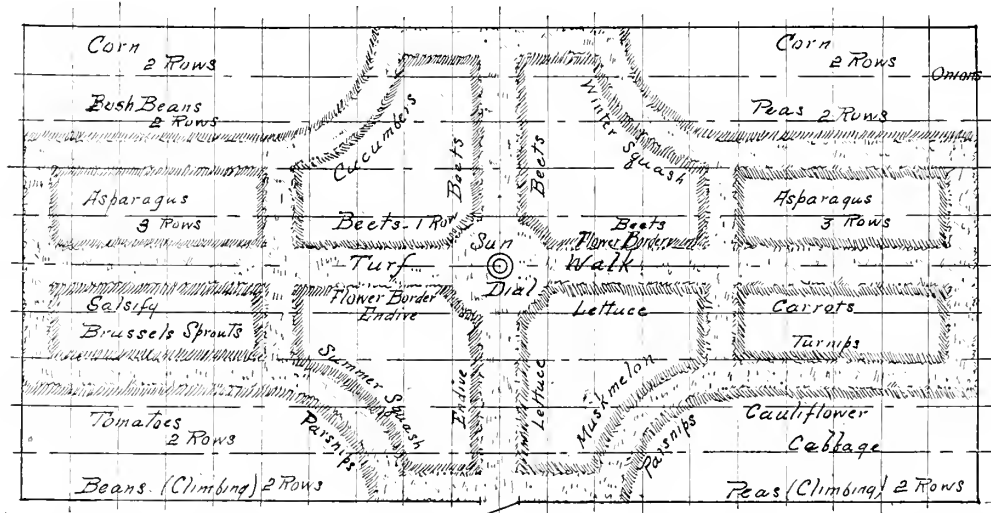 Corn
2 Rows
Corn
2 Rows
Onions
Bush Beans
2 Rows
Peas 2 Rows
Cucumbers
Beets
Beets
Winter
Squash
Asparagus
3 Rows
Asparagus
3 Rows
Beets. 1 Row
Beets
Flower Border
Sun
Dial
Turf
Walk
Flower Border
Endive
Lettuce
Salsify
Brussels Sprouts
Carrots
Turnips
Summer
Squash
Endive
Lettuce
Muskmelon
Tomatoes
2 Rows
Parsnips
Parsnips
Cauliflower
Cabbage
Beans. (Climbing) 2 Rows
Peas (Climbing) 2 Rows